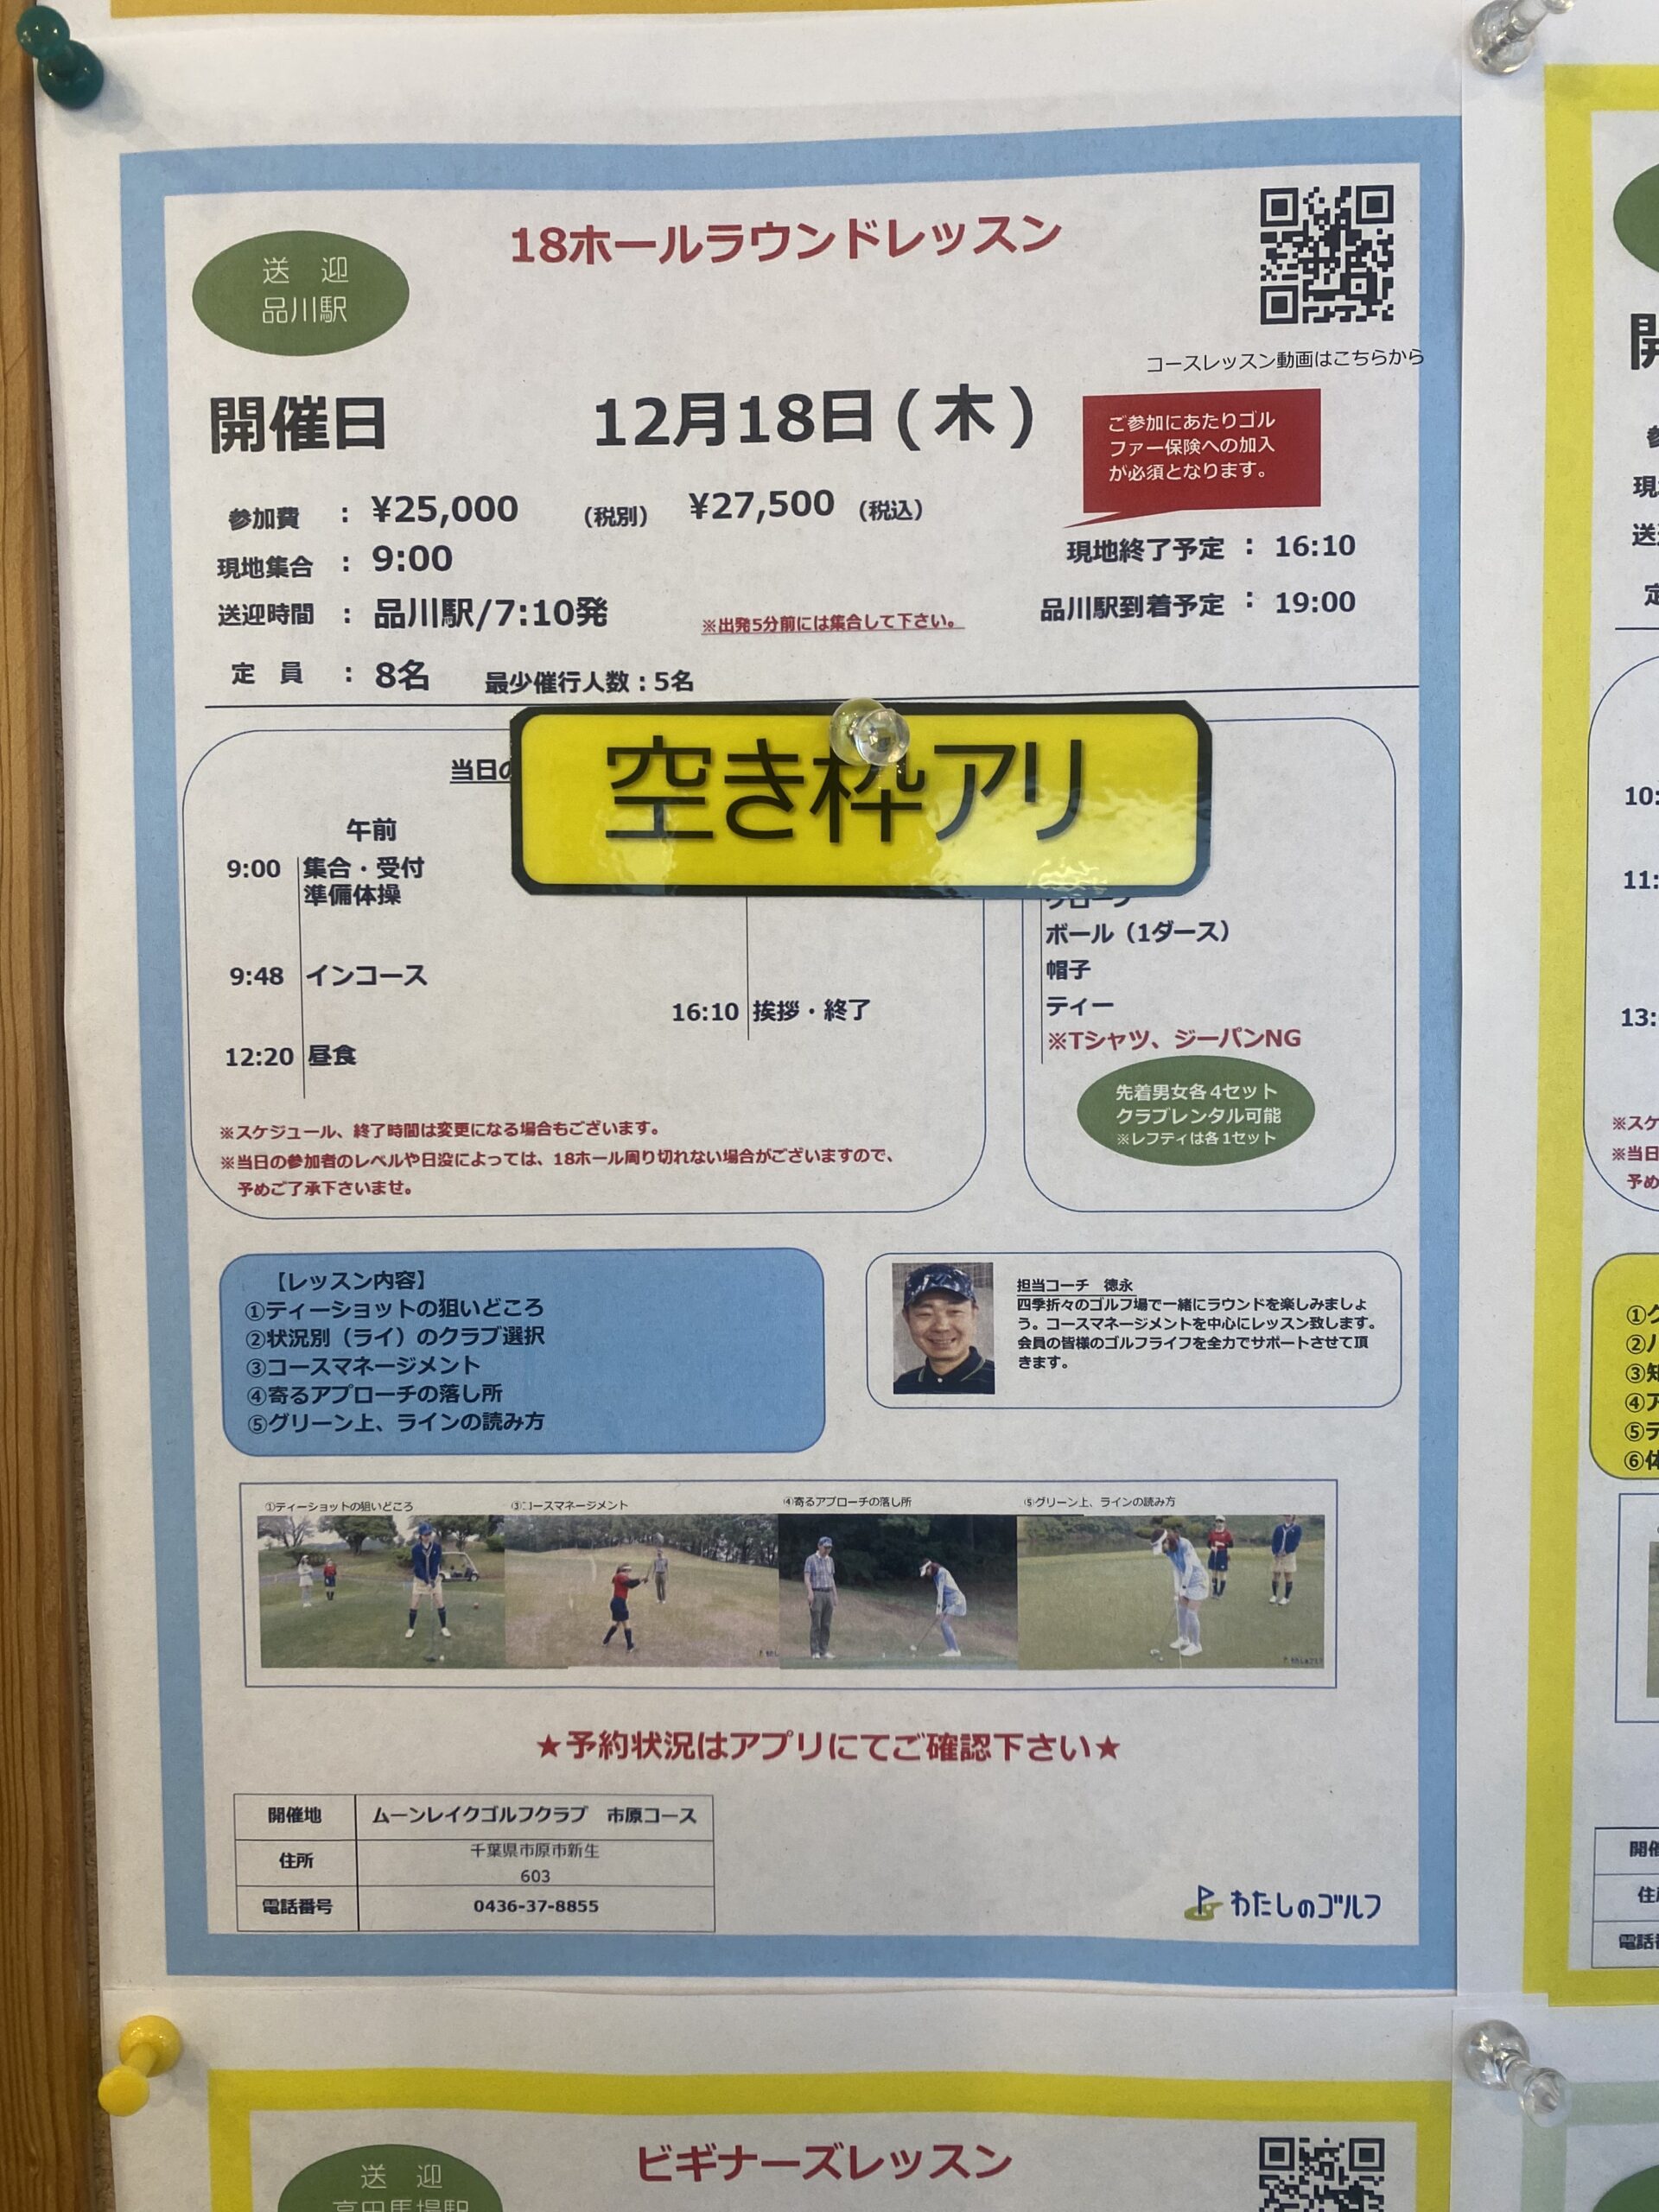 18ホールラウンドレッスン
送 迎
品川駅
コースレッスン動画はこちらから
開催日 12月18日(木)
ご参加にあたりゴル
ファー保険への加入
が必須となります。
参加費 : ¥25,000 (税別) ¥27,500 (税込)
現地集合 : 9:00
現地終了予定 : 16:10
送迎時間 : 品川駅/7:10発 ※出発5分前には集合して下さい。
品川駅到着予定 : 19:00
定 員 : 8名 最少催行人数:5名
空き枠アリ
当日の
午前
9:00 集合・受付
準備体操
9:48 インコース
12:20 昼食
16:10 挨拶・終了
※スケジュール、終了時間は変更になる場合もございます。
※当日の参加者のレベルや日没によっては、18ホール周り切れない場合がございますので、
予めご了承下さいませ。
ボール(1ダース)
帽子
ティー
※Tシャツ、ジーパンNG
先着男女各4セット
クラブレンタル可能
※レフティは各1セット
【レッスン内容】
①ティーショットの狙いどころ
②状況別(ライ)のクラブ選択
③コースマネージメント
④寄るアプローチの落し所
⑤グリーン上、ラインの読み方
担当コーチ 徳永
四季折々のゴルフ場で一緒にラウンドを楽しみましょ
う。コースマネージメントを中心にレッスン致します。
会員の皆様のゴルフライフを全力でサポートさせて頂
きます。
①ティーショットの狙いどころ
③コースマネージメント
④寄るアプローチの落し所
⑤グリーン上、ラインの読み方
★予約状況はアプリにてご確認下さい★
開催地 ムーンレイクゴルフクラブ 市原コース
住所 千葉県市原市新生
603
電話番号 0436-37-8855
わたしのゴルフ
ビギナーズレッスン
送 迎
10:
11:
13: